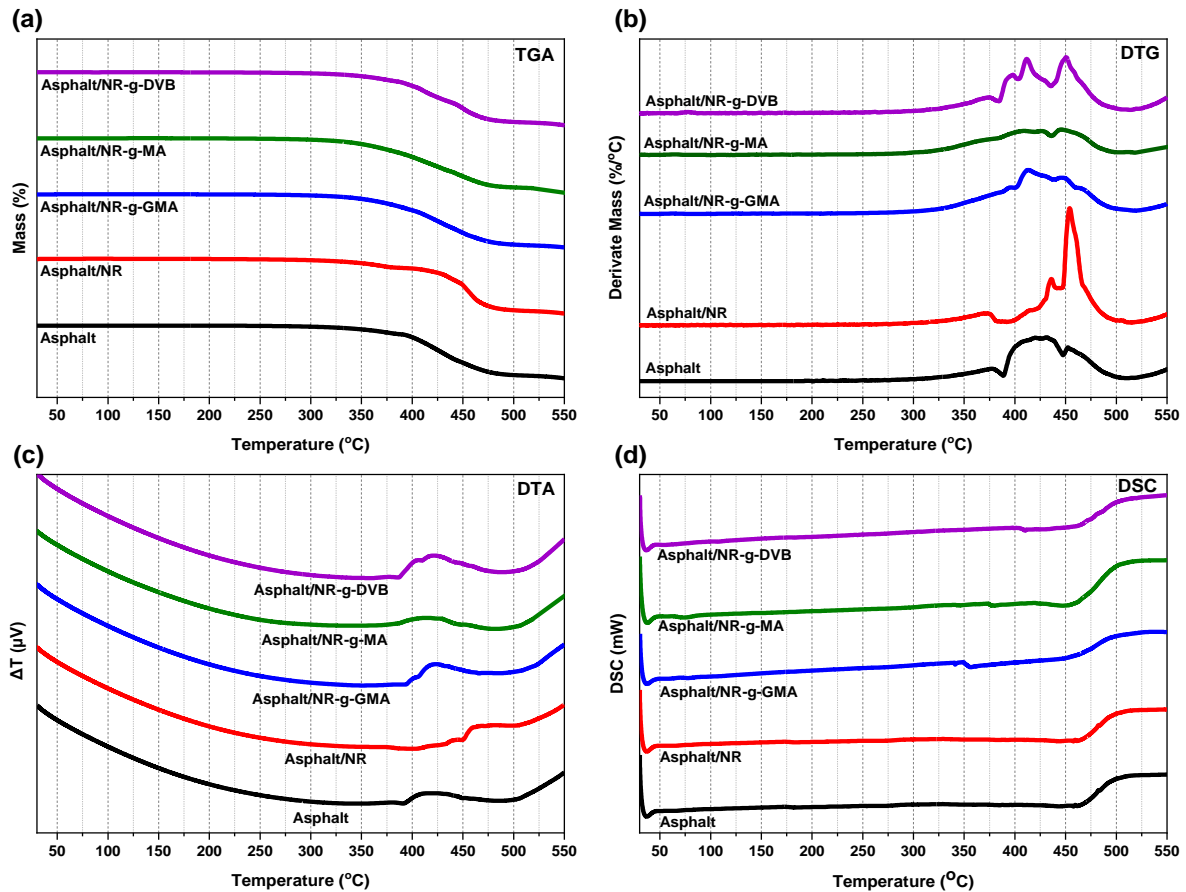 (a)
TGA
Asphalt/NR-g-DVB
Asphalt/NR-g-MA
Asphalt/NR-g-GMA
Asphalt/NR
Asphalt
Mass (%)
50 100 150 200 250 300 350 400 450 500 550
Temperature (°C)
(b)
DTG
Asphalt/NR-g-DVB
Asphalt/NR-g-MA
Asphalt/NR-g-GMA
Asphalt/NR
Asphalt
Derivate Mass (%/°C)
50 100 150 200 250 300 350 400 450 500 550
Temperature (°C)
(c)
DTA
Asphalt/NR-g-DVB
Asphalt/NR-g-MA
Asphalt/NR-g-GMA
Asphalt/NR
Asphalt
ΔT (μV)
50 100 150 200 250 300 350 400 450 500 550
Temperature (°C)
(d)
DSC
Asphalt/NR-g-DVB
Asphalt/NR-g-MA
Asphalt/NR-g-GMA
Asphalt/NR
Asphalt
DSC (mW)
50 100 150 200 250 300 350 400 450 500 550
Temperature (°C)